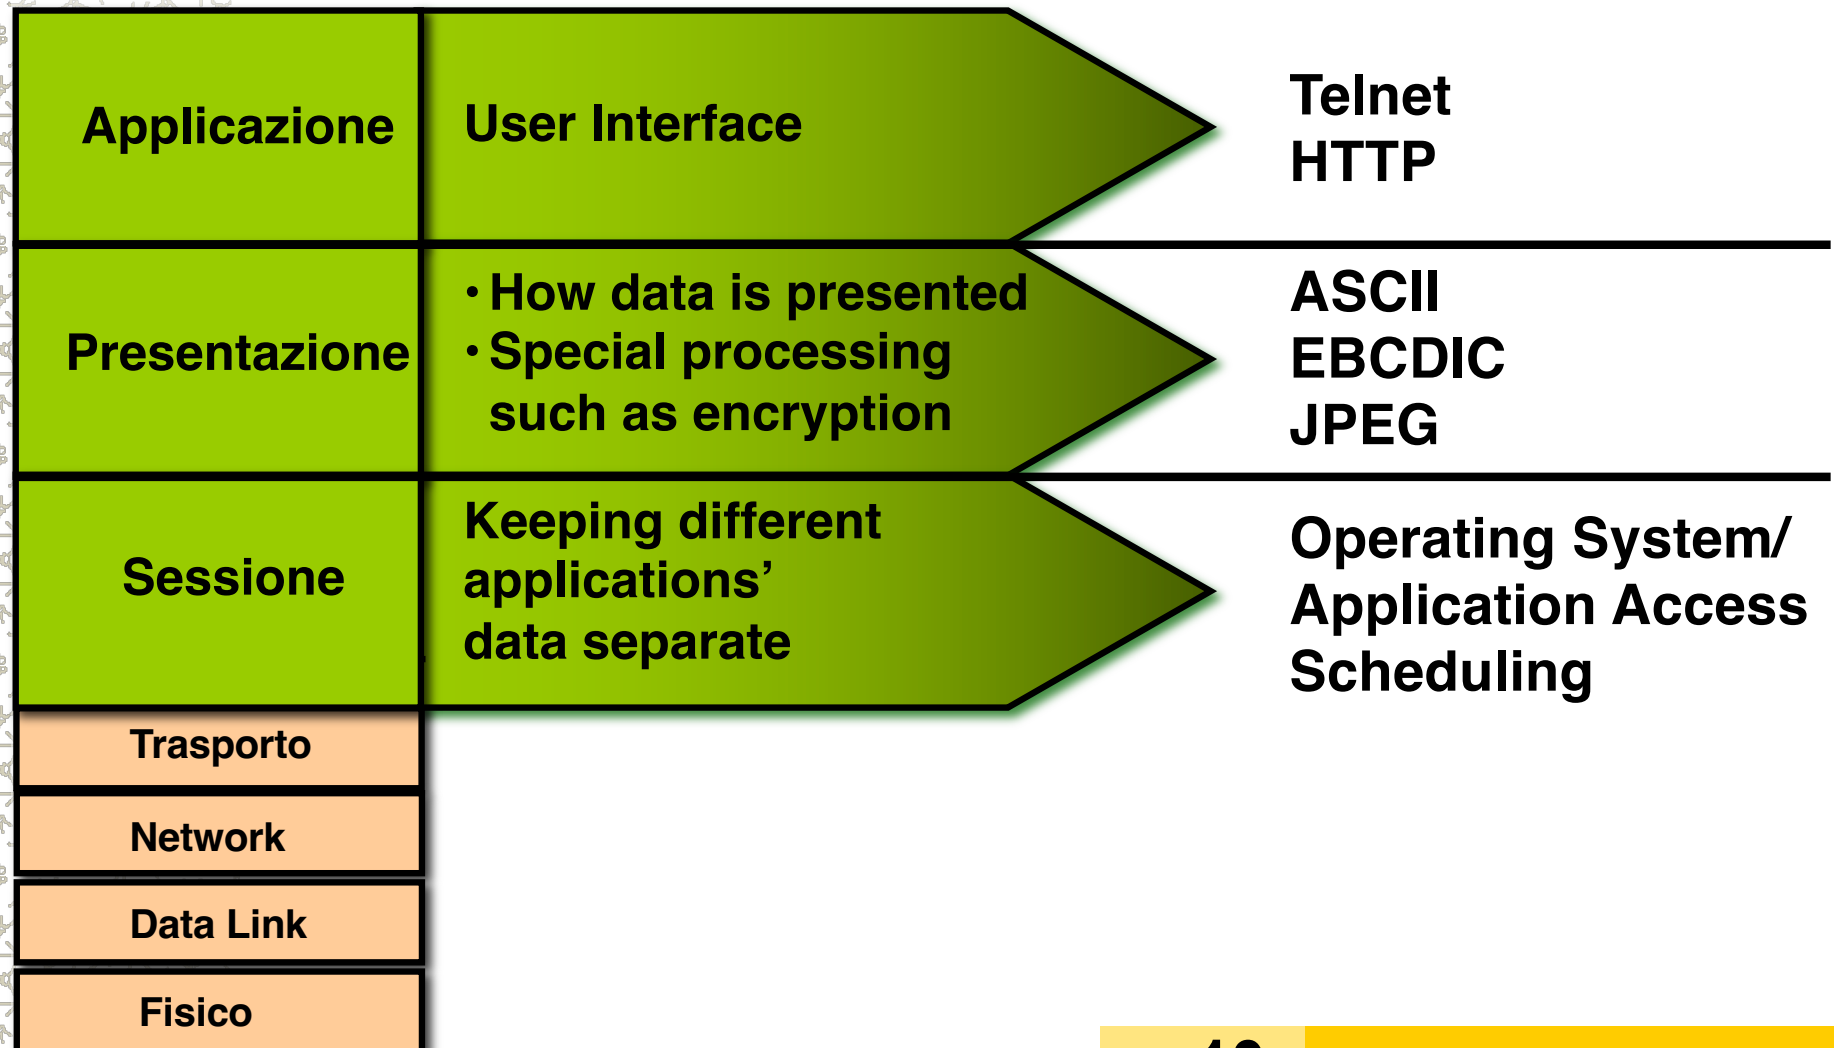 Applicazione
User Interface
Telnet
HTTP
Presentazione
• How data is presented
• Special processing
such as encryption
ASCII
EBCDIC
JPEG
Sessione
Keeping different
applications’
data separate
Operating System/
Application Access
Scheduling
Trasporto
Network
Data Link
Fisico